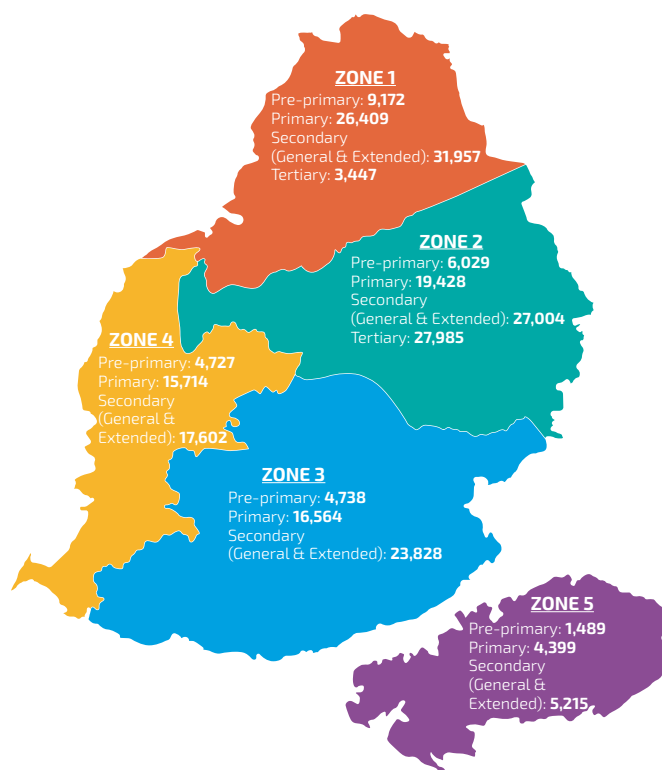 ZONE 1
Pre-primary: 9,172
Primary: 26,409
Secondary
(General & Extended): 31,957
Tertiary: 3,447
ZONE 2
Pre-primary: 6,029
Primary: 19,428
Secondary
(General & Extended): 27,004
Tertiary: 27,985
ZONE 4
Pre-primary: 4,727
Primary: 15,714
Secondary
(General &
Extended): 17,602
ZONE 3
Pre-primary: 4,738
Primary: 16,564
Secondary
(General & Extended): 23,828
ZONE 5
Pre-primary: 1,489
Primary: 4,399
Secondary
(General &
Extended): 5,215